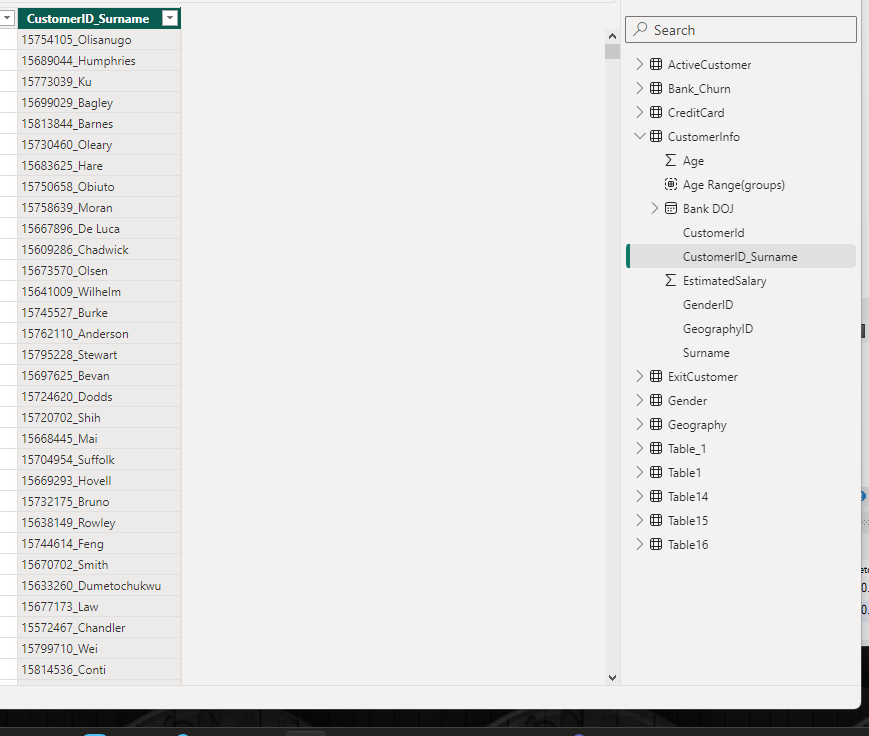 CustomerID_Surname
15754105_Olisanugo
15689044_Humphries
15773039_Ku
15699029_Bagley
15813844_Barnes
15730460_Oleary
15683625_Hare
15750658_Obiuto
15758639_Moran
15667896_De Luca
15609286_Chadwick
15673570_Olsen
15641009_Wilhelm
15745527_Burke
15762110_Anderson
15795228_Stewart
15697625_Bevan
15724620_Dodds
15720702_Shih
15668445_Mai
15704954_Suffolk
15669293_Hovell
15732175_Bruno
15638149_Rowley
15744614_Feng
15670702_Smith
15633260_Dumetochukwu
15677173_Law
15572467_Chandler
15799710_Wei
15814536_Conti
Search
ActiveCustomer
Bank_Churn
CreditCard
CustomerInfo
Age
Age Range(groups)
Bank DOJ
CustomerId
CustomerID_Surname
EstimatedSalary
GenderID
GeographyID
Surname
ExitCustomer
Gender
Geography
Table_1
Table1
Table14
Table15
Table16